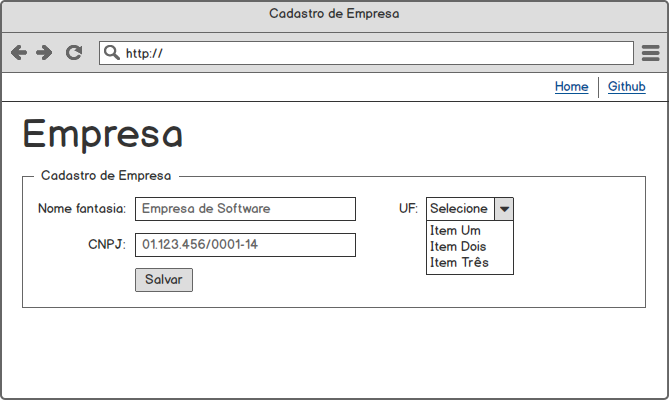 Cadastro de Empresa
http://
Home Github
Empresa
Cadastro de Empresa
Nome fantasia: Empresa de Software UF: Selecione
Item Um
CNPJ: 01.123.456/0001-14 Item Dois
Item Três
Salvar